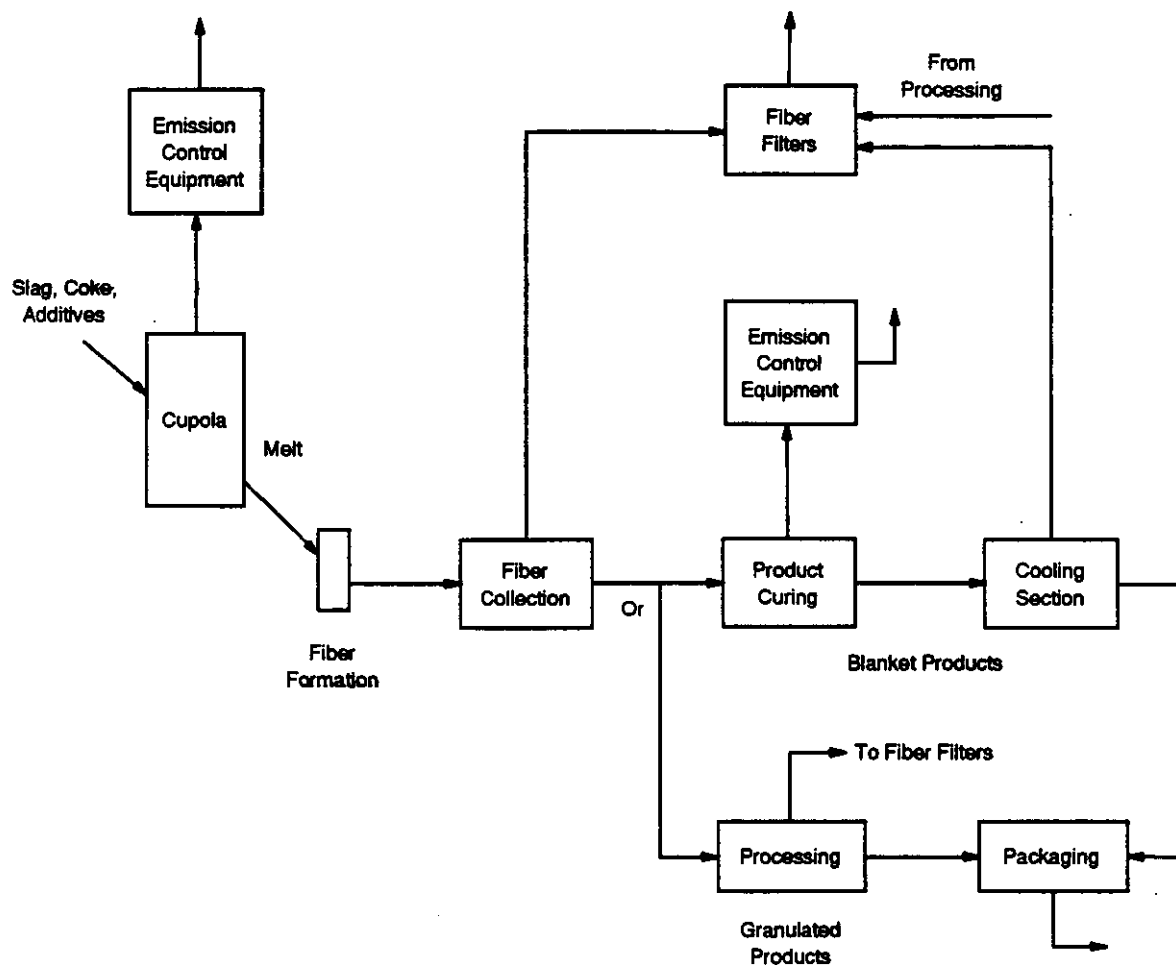 Emission
Control
Equipment
Fiber
Filters
From
Processing
Slag, Coke,
Additives
Cupola
Melt
Emission
Control
Equipment
Fiber
Formation
Fiber
Collection
Or
Product
Curing
Cooling
Section
Blanket Products
To Fiber Filters
Processing
Packaging
Granulated
Products